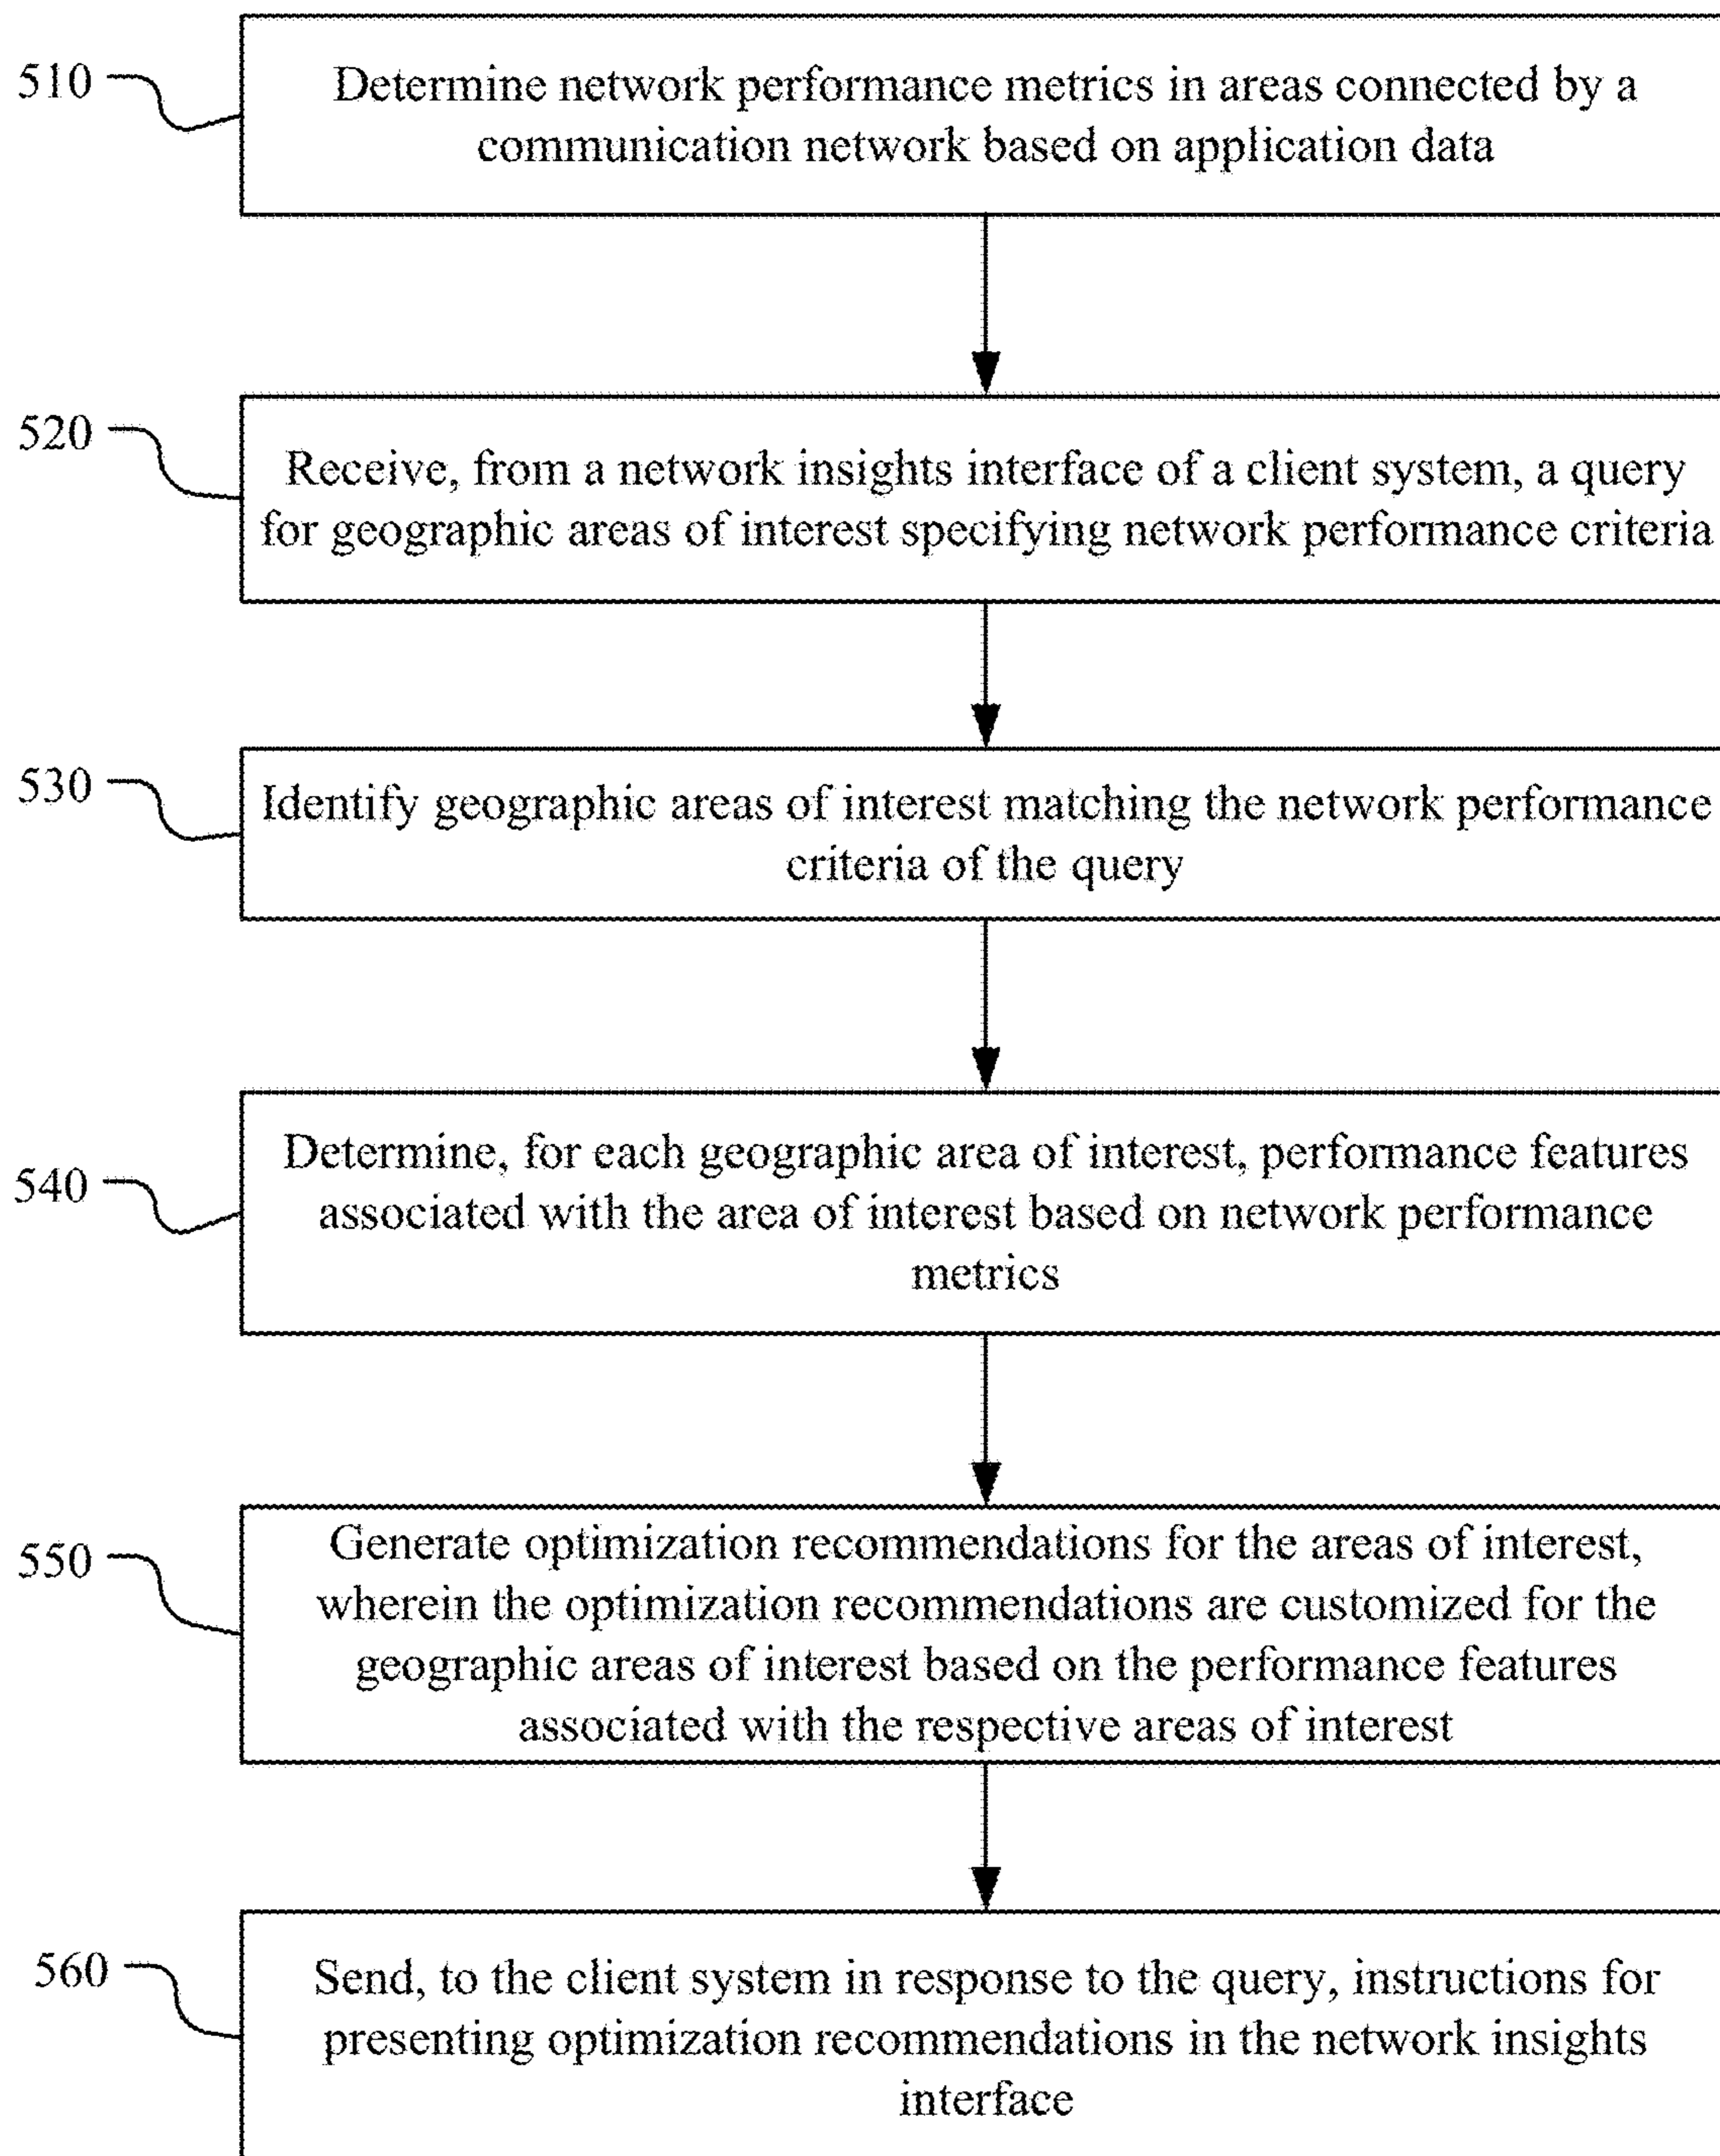 510
Determine network performance metrics in areas connected by a
communication network based on application data
520
Receive, from a network insights interface of a client system, a query
for geographic areas of interest specifying network performance criteria
530
Identify geographic areas of interest matching the network performance
criteria of the query
540
Determine, for each geographic area of interest, performance features
associated with the area of interest based on network performance
metrics
550
Generate optimization recommendations for the areas of interest,
wherein the optimization recommendations are customized for the
geographic areas of interest based on the performance features
associated with the respective areas of interest
560
Send, to the client system in response to the query, instructions for
presenting optimization recommendations in the network insights
interface